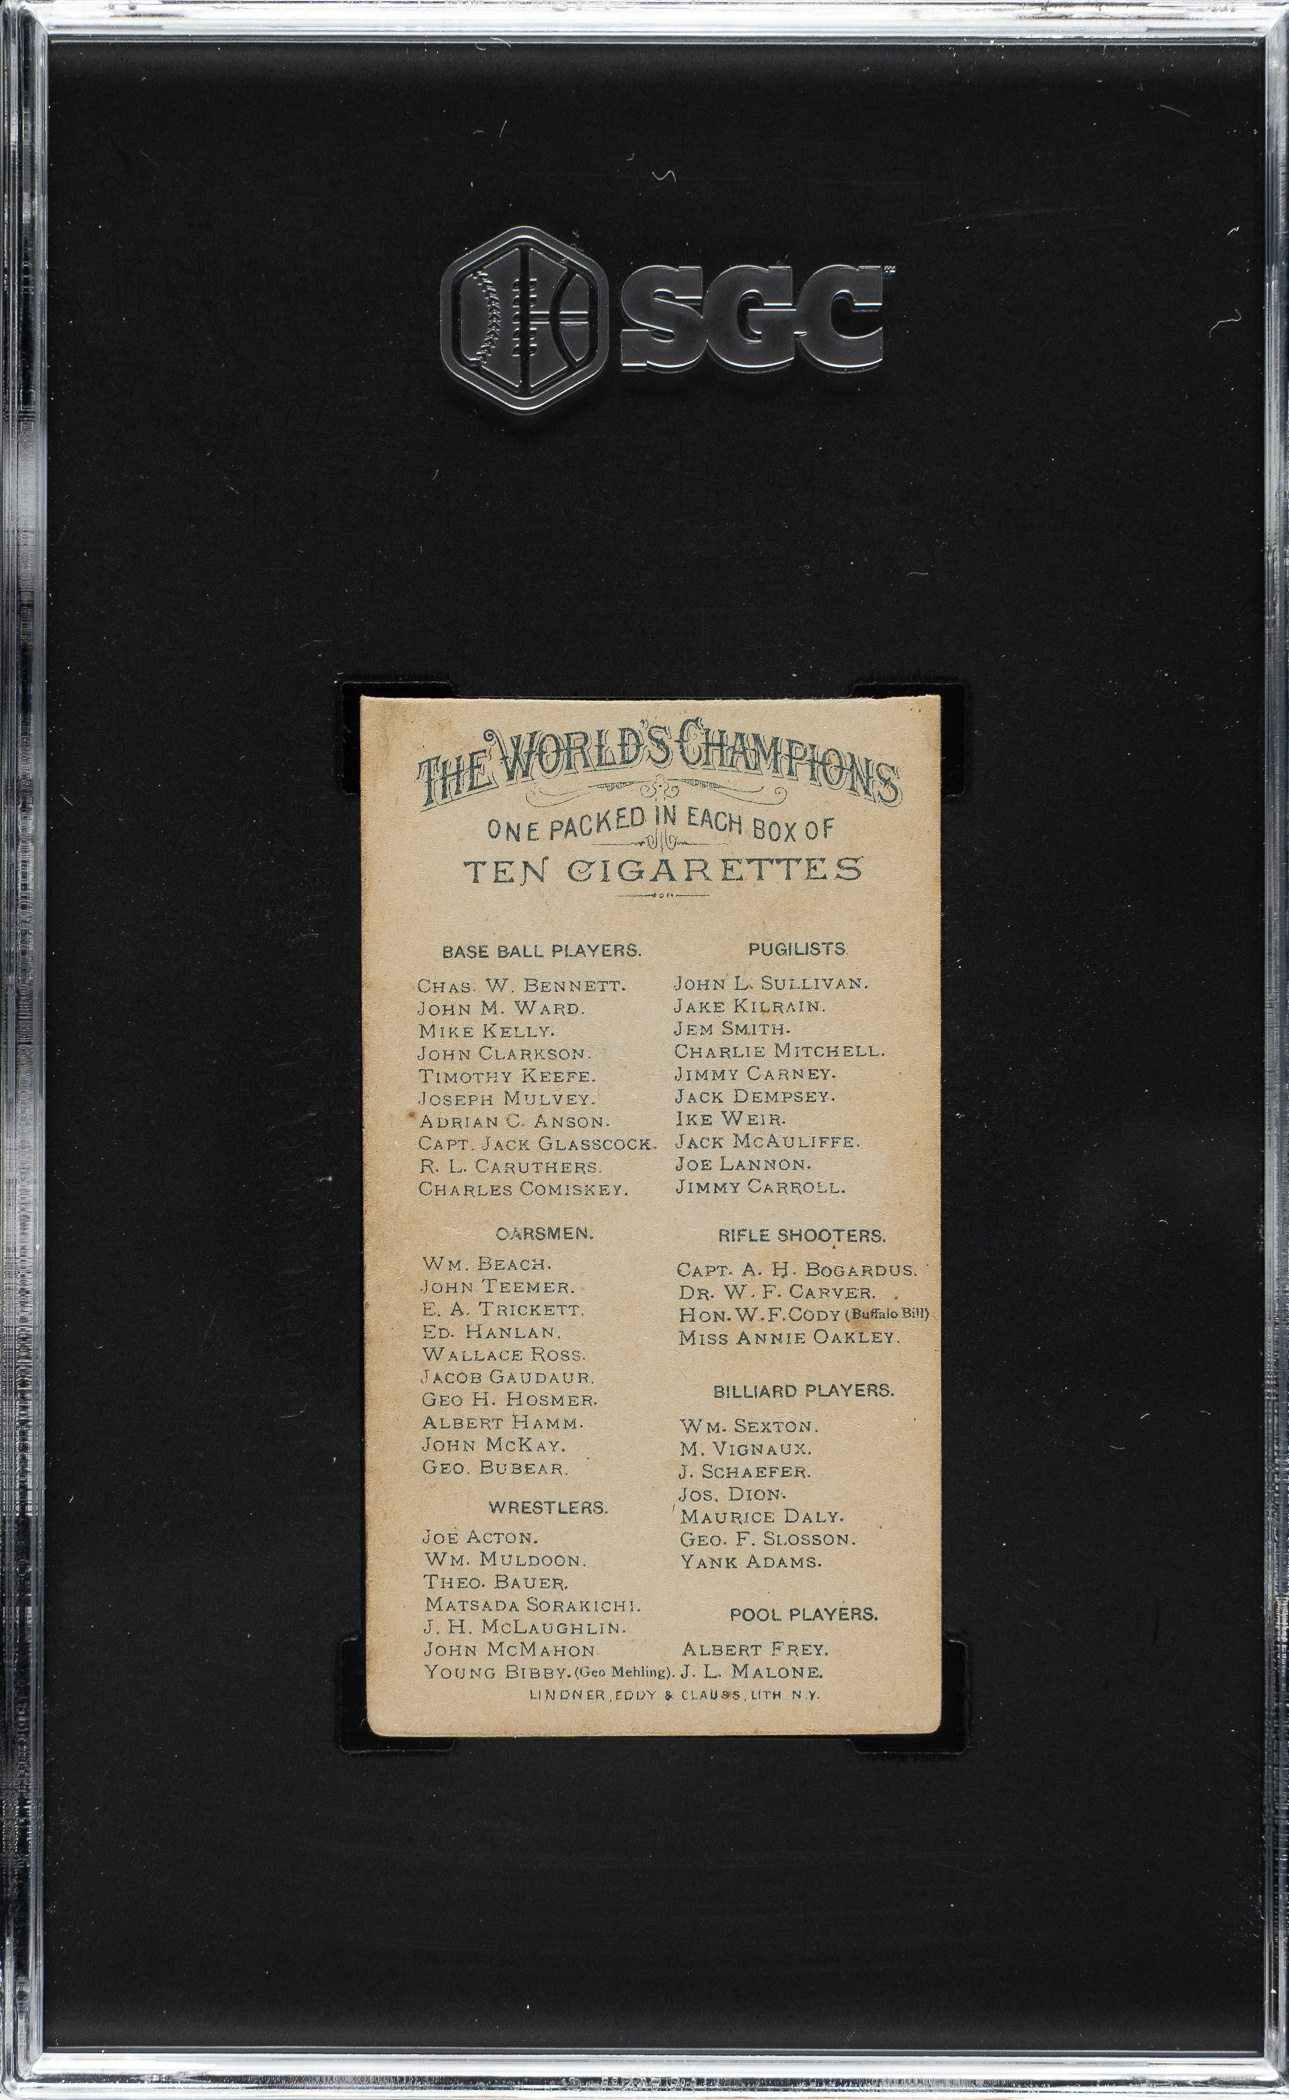 SGC
THE WORLD'S CHAMPIONS
ONE PACKED IN EACH BOX OF
TEN CIGARETTES
BASE BALL PLAYERS.
CHAS. W. BENNETT.
JOHN M. WARD.
MIKE KELLY.
JOHN CLARKSON.
TIMOTHY KEEFE.
JOSEPH MULVEY.
ADRIAN C. ANSON.
CAPT. JACK GLASSCOCK.
R. L. CARUTHERS.
CHARLES COMISKEY.
OARSMEN.
WM. BEACH.
JOHN TEEMER.
E. A. TRICKETT.
ED. HANLAN.
WALLACE ROSS.
JACOB GAUDAUR.
GEO H. HOSMER.
ALBERT HAMM.
JOHN MCKAY.
GEO. BUBEAR.
WRESTLERS.
JOE ACTON.
WM. MULDOON.
THEO. BAUER.
MATSADA SORAKICHI.
J. H. MCLAUGHLIN.
JOHN MCMAHON.
YOUNG BIBBY. (Geo Mehling).
PUGILISTS.
JOHN L. SULLIVAN.
JAKE KILRAIN.
JEM SMITH.
CHARLIE MITCHELL.
JIMMY CARNEY.
JACK DEMPSEY.
IKE WEIR.
JACK MCAULIFFE.
JOE LANNON.
JIMMY CARROLL.
RIFLE SHOOTERS.
CAPT. A. H. BOGARDUS.
DR. W. F. CARVER.
HON. W. F. CODY (Buffalo Bill)
MISS ANNIE OAKLEY.
BILLIARD PLAYERS.
WM. SEXTON.
M. VIGNAUX.
J. SCHAEFER.
JOS. DION.
MAURICE DALY.
GEO. F. SLOSSON.
YANK ADAMS.
POOL PLAYERS.
ALBERT FREY.
J. L. MALONE.
LINDNER, EDDY & CLAUSS, LITH. N.Y.